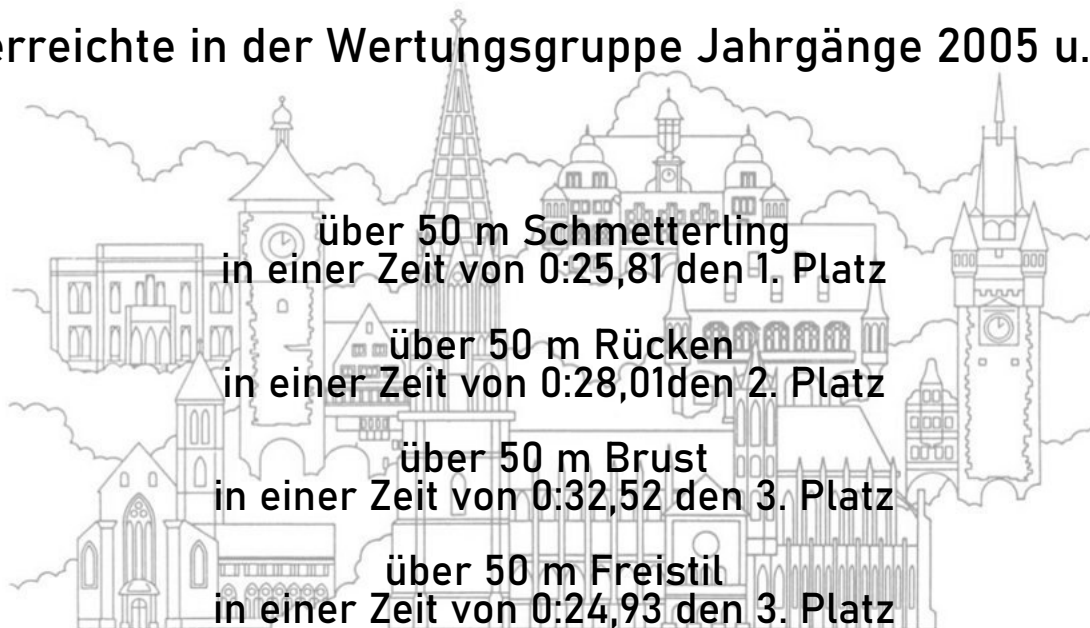 erreichte in der Wertungsgruppe Jahrgänge 2005 u.
über 50 m Schmetterling
in einer Zeit von 0:25,81 den 1. Platz
über 50 m Rücken
in einer Zeit von 0:28,01den 2. Platz
über 50 m Brust
in einer Zeit von 0:32,52 den 3. Platz
über 50 m Freistil
in einer Zeit von 0:24,93 den 3. Platz